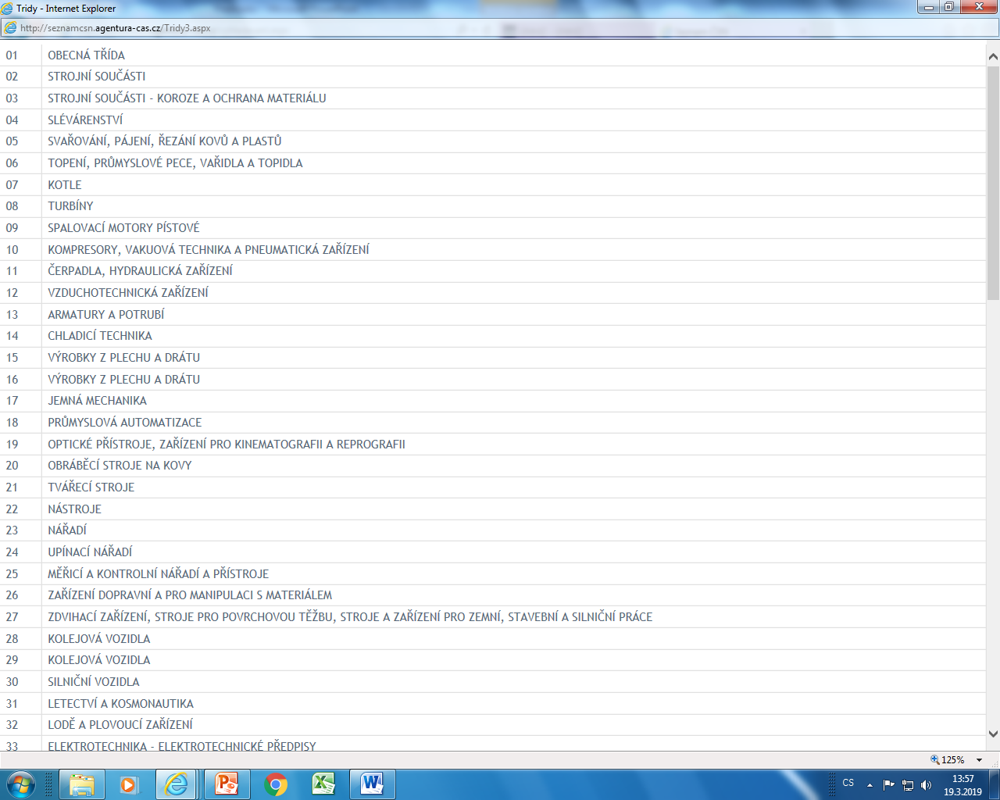 Tridy - Internet Explorer
http://seznamcsn.agentura-cas.cz/Tridy3.aspx
01 OBECNÁ TŘÍDA
02 STROJNÍ SOUČÁSTI
03 STROJNÍ SOUČÁSTI - KOROZE A OCHRANA MATERIÁLU
04 SLÉVÁRENSTVÍ
05 SVAŘOVÁNÍ, PÁJENÍ, ŘEZÁNÍ KOVŮ A PLASTŮ
06 TOPENÍ, PRŮMYSLOVÉ PECE, VAŘIDLA A TOPIDLA
07 KOTLE
08 TURBÍNY
09 SPALOVACÍ MOTORY PÍSTOVÉ
10 KOMPRESORY, VAKUOVÁ TECHNIKA A PNEUMATICKÁ ZAŘÍZENÍ
11 ČERPADLA, HYDRAULICKÁ ZAŘÍZENÍ
12 VZDUCHOTECHNICKÁ ZAŘÍZENÍ
13 ARMATURY A POTRUBÍ
14 CHLADICÍ TECHNIKA
15 VÝROBKY Z PLECHU A DRÁTU
16 VÝROBKY Z PLECHU A DRÁTU
17 JEMNÁ MECHANIKA
18 PRŮMYSLOVÁ AUTOMATIZACE
19 OPTICKÉ PŘÍSTROJE, ZAŘÍZENÍ PRO KINEMATOGRAFII A REPROGRAFII
20 OBRÁBĚCÍ STROJE NA KOVY
21 TVÁŘECÍ STROJE
22 NÁSTROJE
23 NÁŘADÍ
24 UPÍNACÍ NÁŘADÍ
25 MĚŘICÍ A KONTROLNÍ NÁŘADÍ A PŘÍSTROJE
26 ZAŘÍZENÍ DOPRAVNÍ A PRO MANIPULACI S MATERIÁLEM
27 ZDVIHACÍ ZAŘÍZENÍ, STROJE PRO POVRCHOVOU TĚŽBU, STROJE A ZAŘÍZENÍ PRO ZEMNÍ, STAVEBNÍ A SILNIČNÍ PRÁCE
28 KOLEJOVÁ VOZIDLA
29 KOLEJOVÁ VOZIDLA
30 SILNIČNÍ VOZIDLA
31 LETECTVÍ A KOSMONAUTIKA
32 LODĚ A PLOVOUCÍ ZAŘÍZENÍ
33 ELEKTROTECHNIKA - ELEKTROTECHNICKÉ PŘEDPISY
125%
CS
13:57
19.3.2019